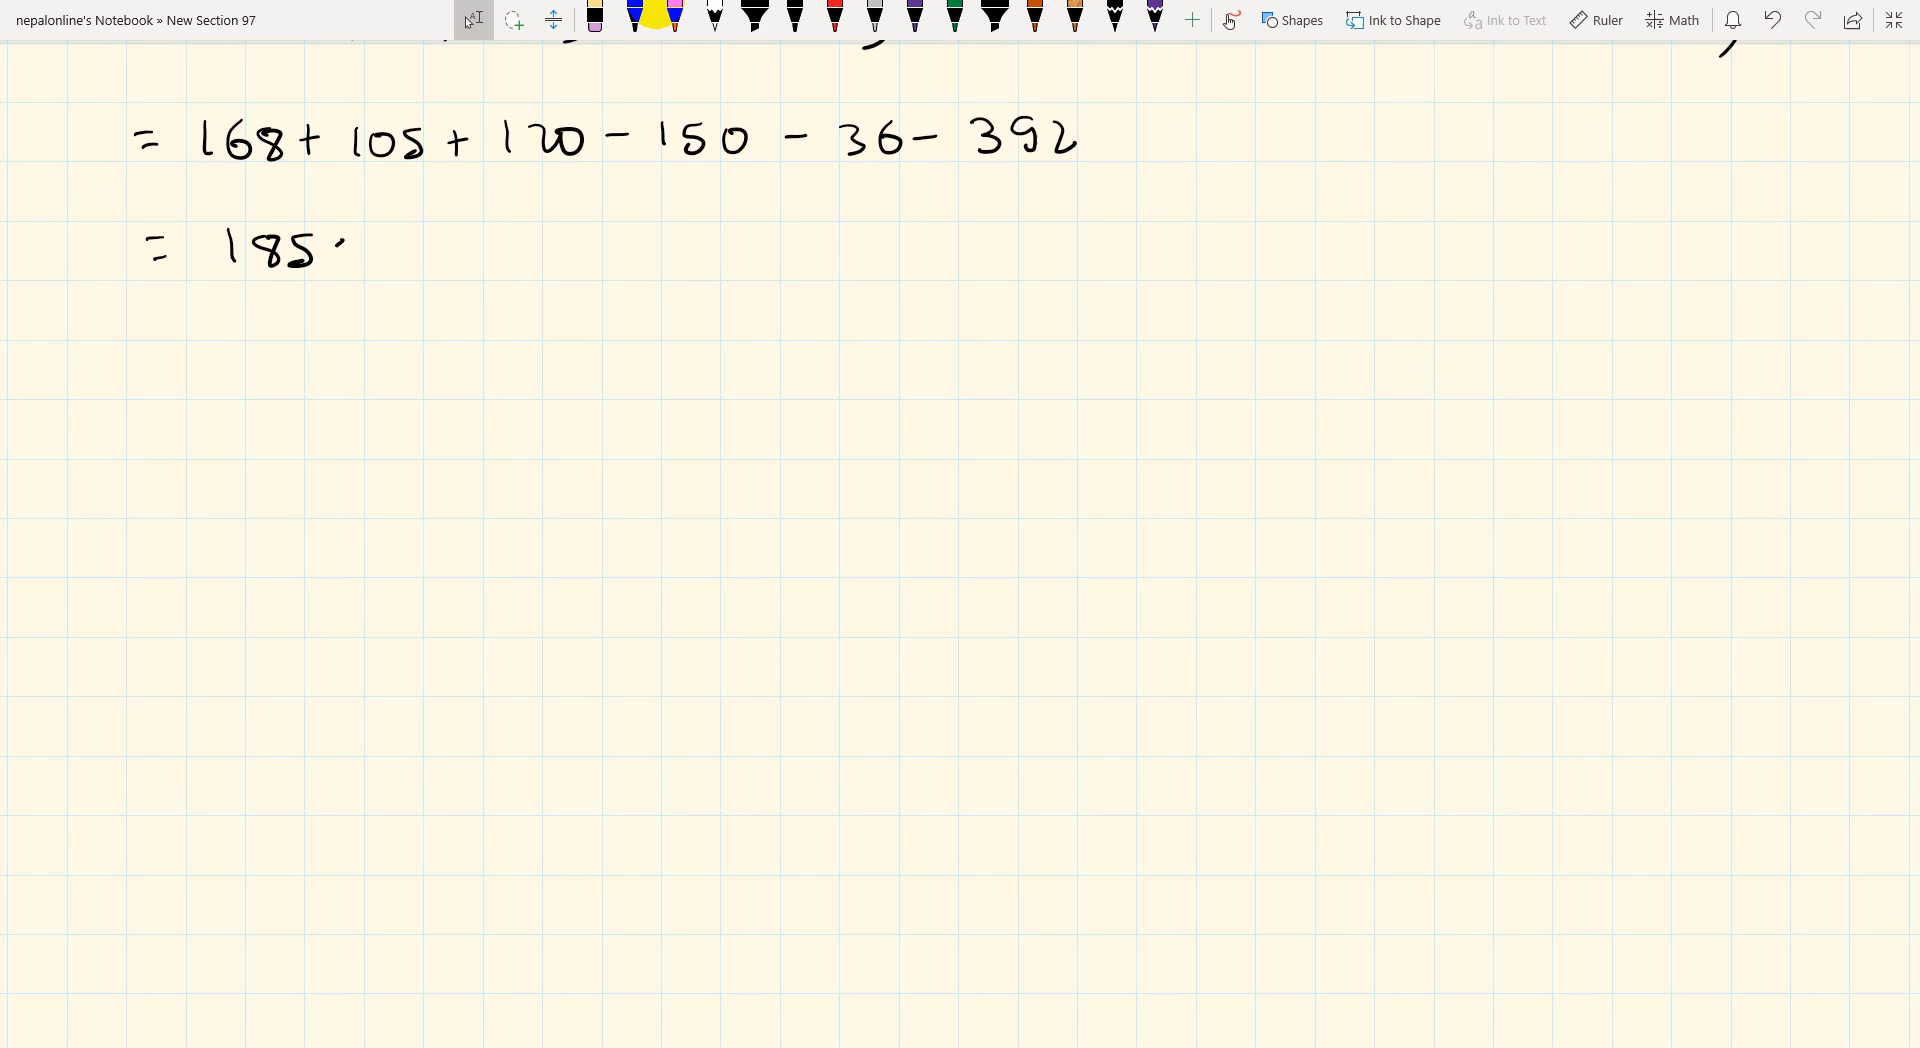 nepalonline's Notebook » New Section 97
Shapes Ink to Shape Ink to Text Ruler Math
= 168 + 105 + 120 - 150 - 36 - 392
= 185.